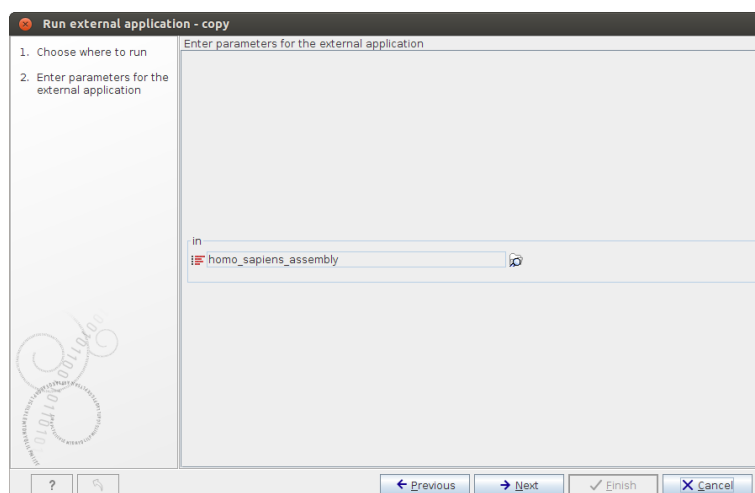 Run external application - copy
1. Choose where to run
2. Enter parameters for the
external application
Enter parameters for the external application
in
homo_sapiens_assembly
?
Previous
Next
Finish
Cancel